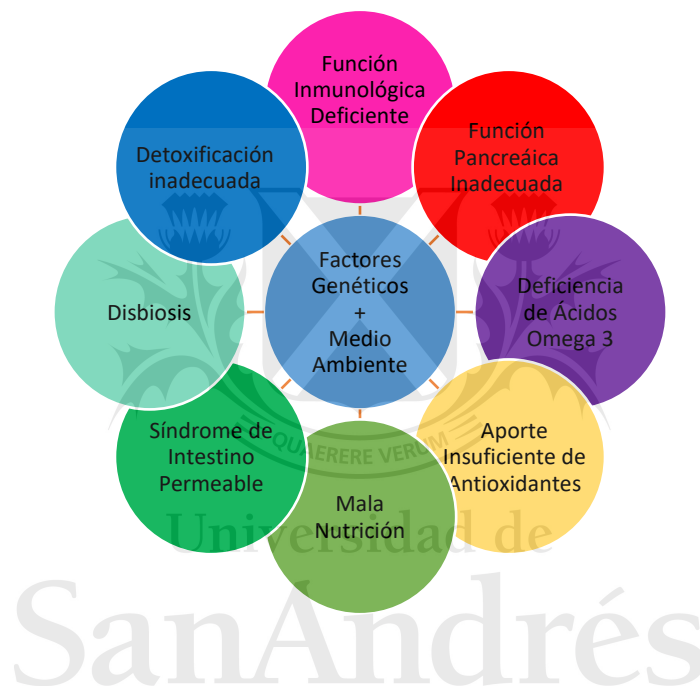 Función
Inmunológica
Deficiente
Función
Pancreáica
Inadecuada
Deficiencia
de Ácidos
Omega 3
Aporte
Insuficiente de
Antioxidantes
Mala
Nutrición
Síndrome de
Intestino
Permeable
Disbiosis
Detoxificación
inadecuada
Factores
Genéticos
+
Medio
Ambiente
QUAERERE VERUM
Universidad de
SanAndrés